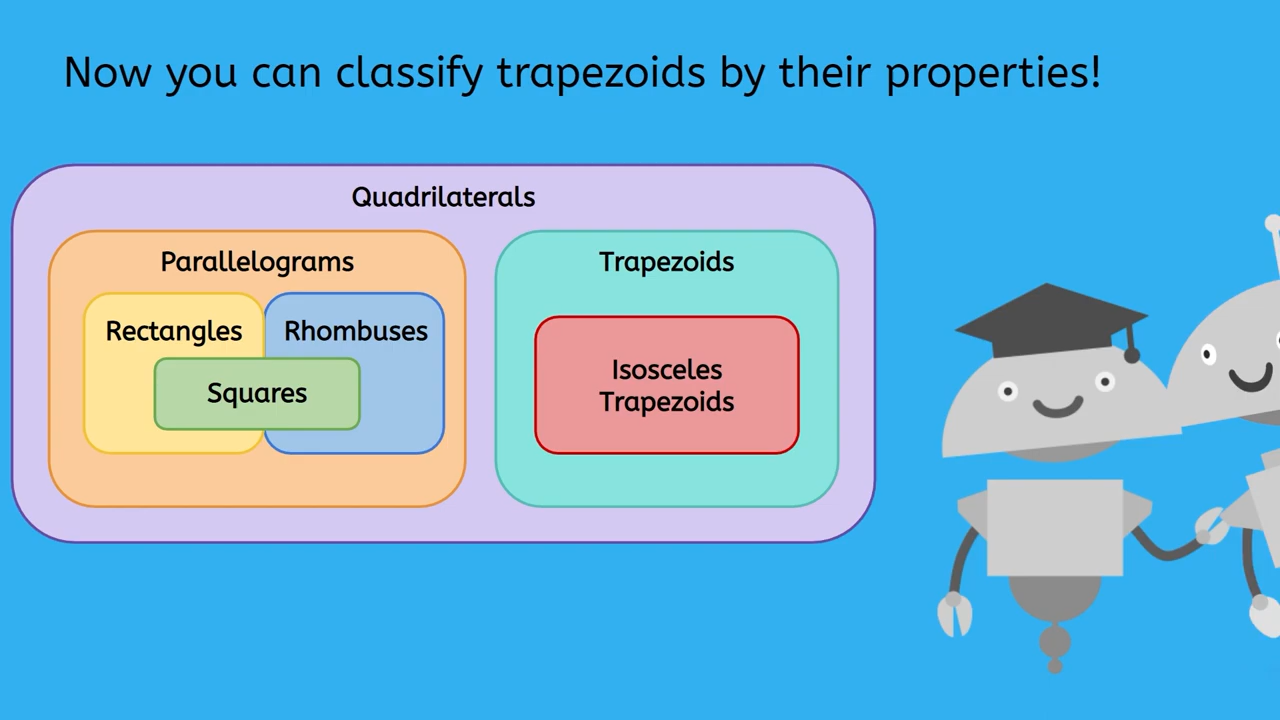 Now you can classify trapezoids by their properties!
Quadrilaterals
Parallelograms
Trapezoids
Rectangles
Rhombuses
Squares
Isosceles
Trapezoids